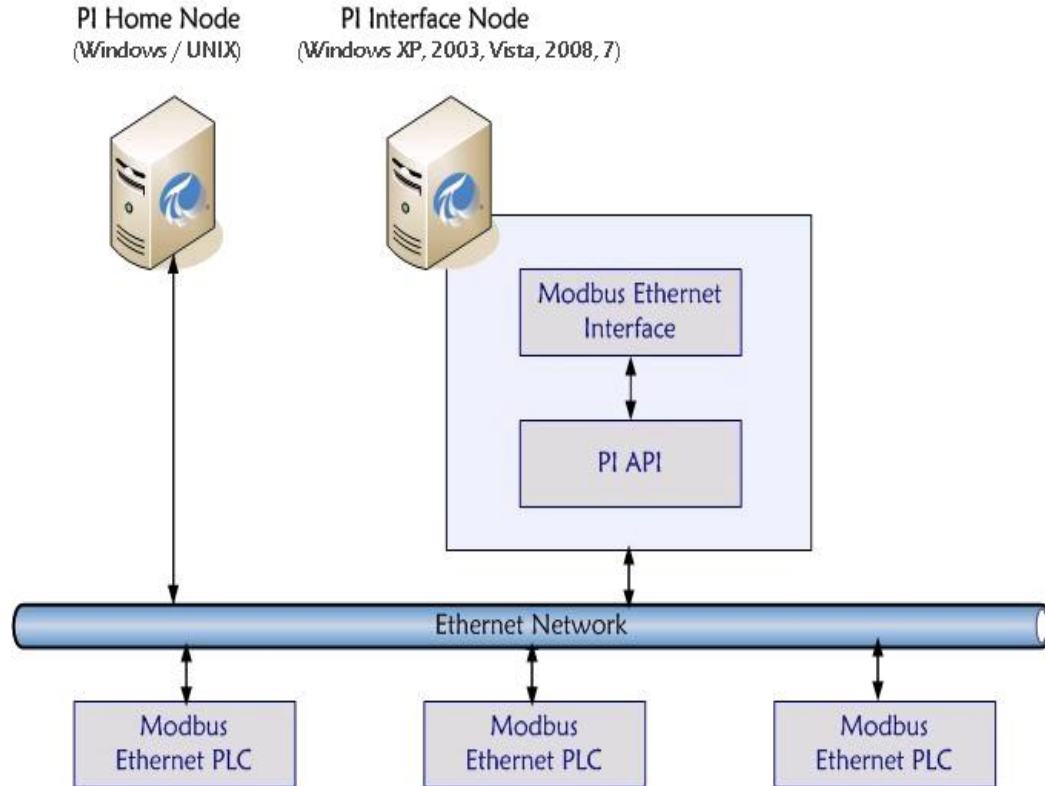 PI Home Node
(Windows / UNIX)
PI Interface Node
(Windows XP, 2003, Vista, 2008, 7)
Modbus Ethernet
Interface
PI API
Ethernet Network
Modbus
Ethernet PLC
Modbus
Ethernet PLC
Modbus
Ethernet PLC